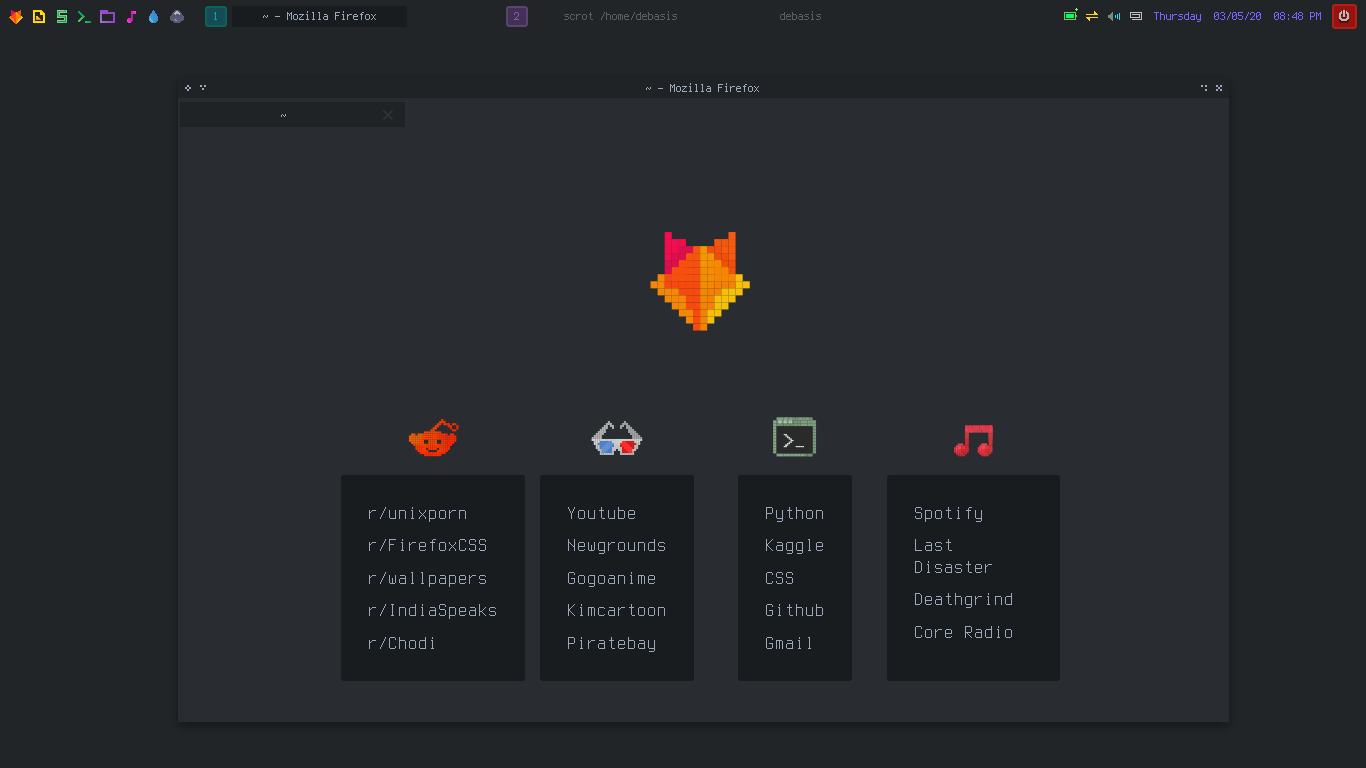 1 ~ - Mozilla Firefox 2 scrot /home/debasis debasis Thursday 03/05/20 08:48 PM
~ - Mozilla Firefox
~
>_
r/unixporn
r/FirefoxCSS
r/wallpapers
r/IndiaSpeaks
r/Chodi
Youtube
Newgrounds
Gogoanime
Kimcartoon
Piratebay
Python
Kaggle
CSS
Github
Gmail
Spotify
Last
Disaster
Deathgrind
Core Radio